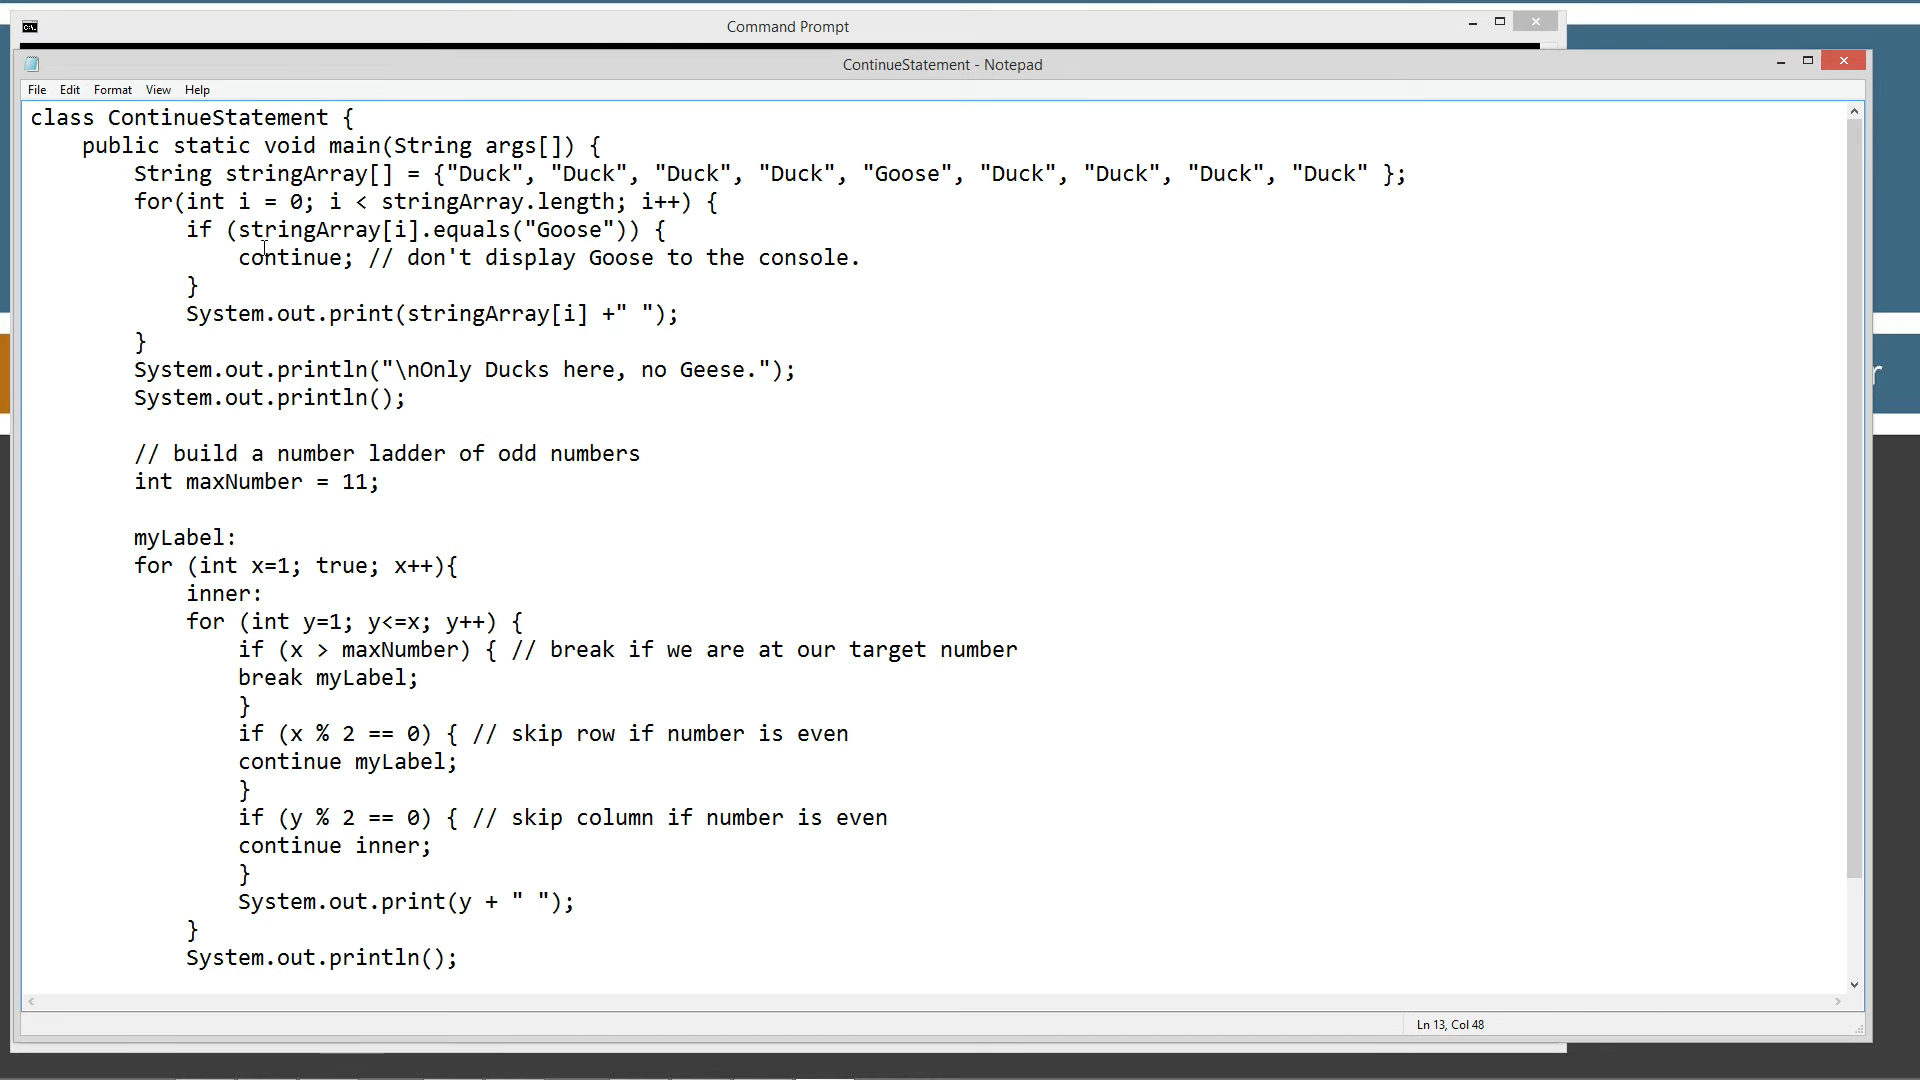 Command Prompt
ContinueStatement - Notepad
File Edit Format View Help
class ContinueStatement {
    public static void main(String args[]) {
        String stringArray[] = {"Duck", "Duck", "Duck", "Duck", "Goose", "Duck", "Duck", "Duck", "Duck" };
        for(int i = 0; i < stringArray.length; i++) {
            if (stringArray[i].equals("Goose")) {
                continue; // don't display Goose to the console.
            }
            System.out.print(stringArray[i] +" ");
        }
        System.out.println("\nOnly Ducks here, no Geese.");
        System.out.println();

        // build a number ladder of odd numbers
        int maxNumber = 11;

        myLabel:
        for (int x=1; true; x++){
            inner:
            for (int y=1; y<=x; y++) {
                if (x > maxNumber) { // break if we are at our target number
                break myLabel;
                }
                if (x % 2 == 0) { // skip row if number is even
                continue myLabel;
                }
                if (y % 2 == 0) { // skip column if number is even
                continue inner;
                }
                System.out.print(y + " ");
            }
            System.out.println();
r
Ln 13, Col 48